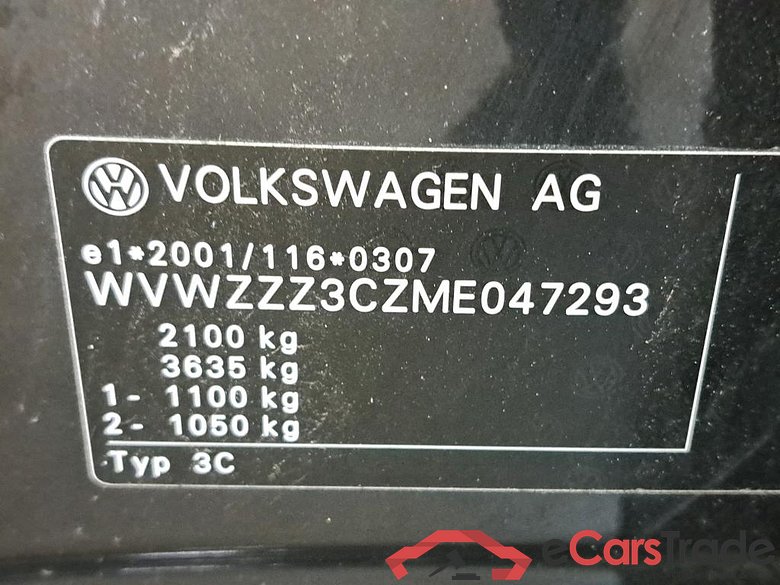 VOLKSWAGEN AG
e1*2001/116*0307
WVWZZZ3CZME047293
2100 kg
3635 kg
1- 1100 kg
2- 1050 kg
Typ 3C
eCarsTrade